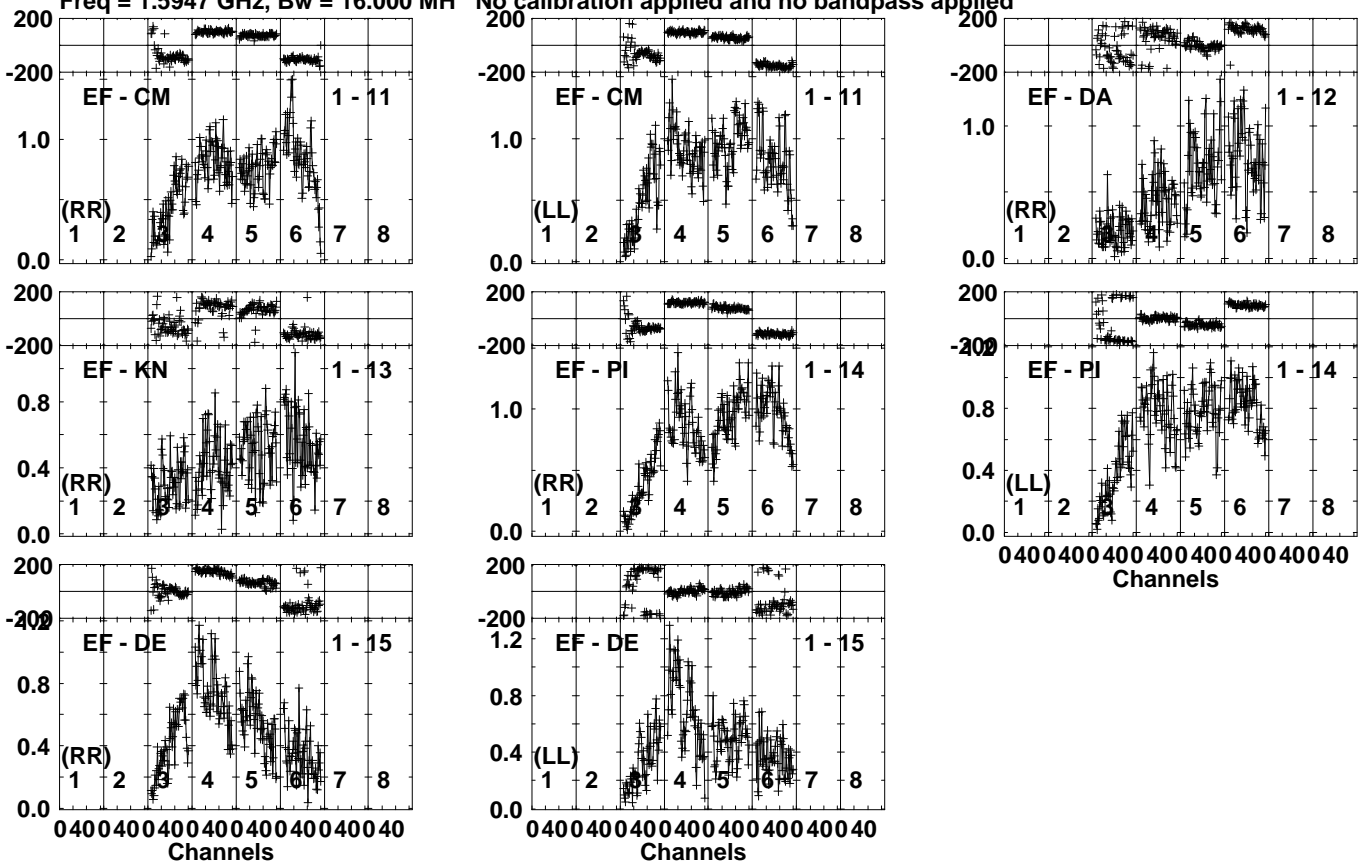 Freq = 1.5947 GHz, Bw = 16.000 MH No calibration applied and no bandpass applied
200
-200
EF - CM 1 - 11
1.0
(RR)
1 2 3 4 5 6 7 8
0.0
EF - CM 1 - 11
1.0
(LL)
1 2 3 4 5 6 7 8
0.0
200
-200
EF - DA 1 - 12
1.0
(RR)
1 2 3 4 5 6 7 8
0.0
200
-200
EF - KN 1 - 13
0.8
0.4
(RR)
1 2 3 4 5 6 7 8
0.0
200
-200
EF - PI 1 - 14
1.0
(RR)
1 2 3 4 5 6 7 8
0.0
200
-200
1.2
EF - PI 1 - 14
0.8
0.4
(LL)
1 2 3 4 5 6 7 8
0.0
0 40 0 40 0 40 0 40 0 40 0 40 0 40 0 40
Channels
200
-200
1.2
EF - DE 1 - 15
0.8
0.4
(RR)
1 2 3 4 5 6 7 8
0.0
0 40 0 40 0 40 0 40 0 40 0 40 0 40 0 40
Channels
200
-200
1.2
EF - DE 1 - 15
0.8
0.4
(LL)
1 2 3 4 5 6 7 8
0.0
0 40 0 40 0 40 0 40 0 40 0 40 0 40 0 40
Channels